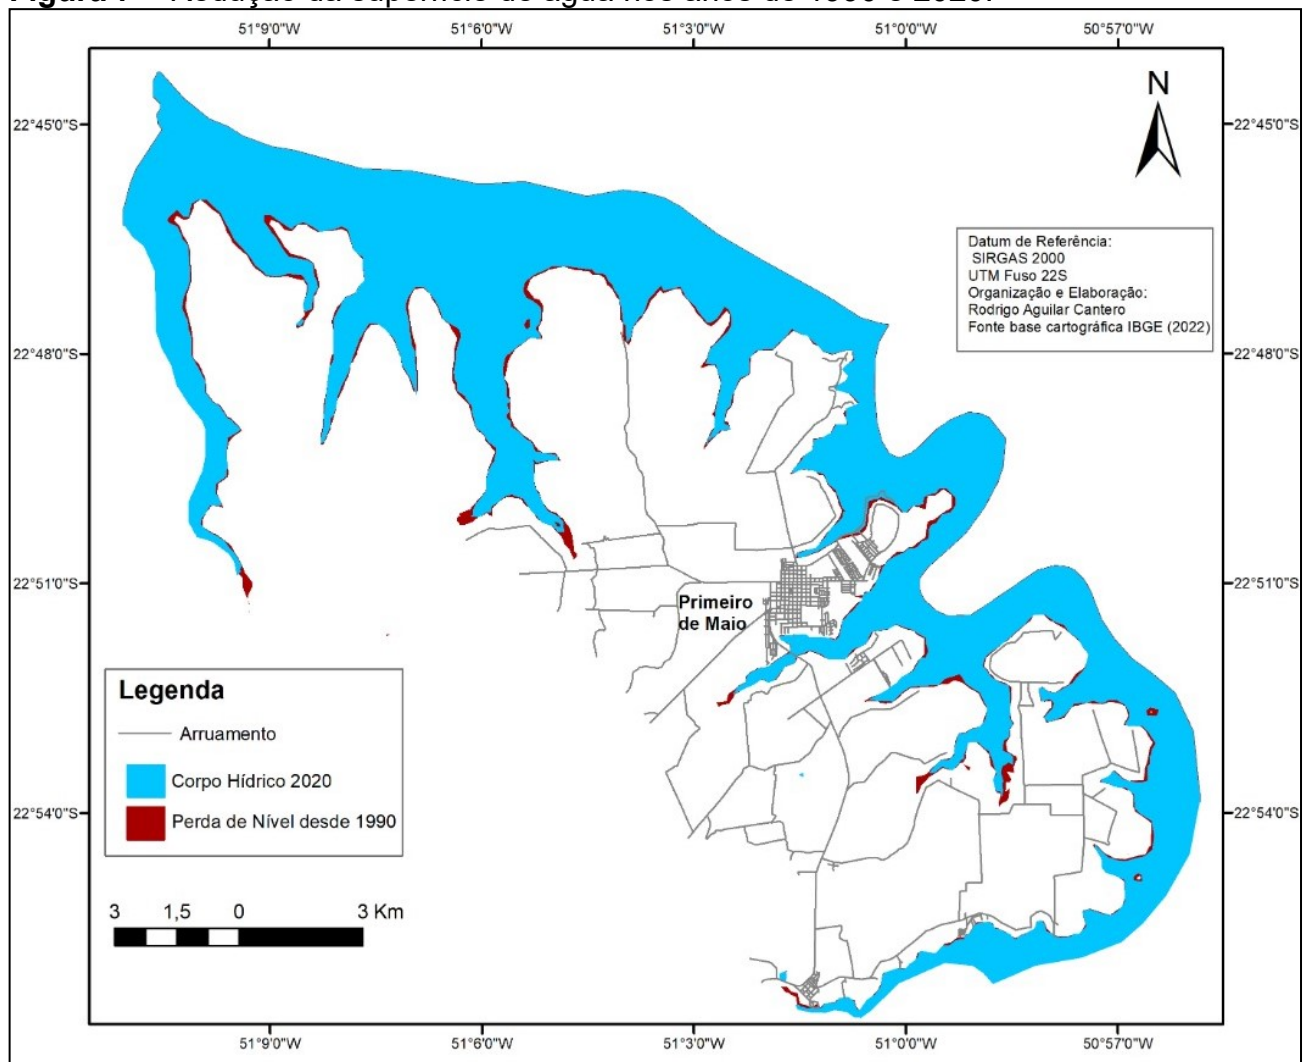 51°9'0"W 51°6'0"W 51°3'0"W 51°0'0"W 50°57'0"W
N
22°45'0"S 22°45'0"S
Datum de Referência:
SIRGAS 2000
UTM Fuso 22S
Organização e Elaboração:
Rodrigo Aguilar Cantero
Fonte base cartográfica IBGE (2022)
22°48'0"S 22°48'0"S
22°51'0"S 22°51'0"S
Primeiro
de Maio
Legenda
Arruamento
Corpo Hídrico 2020
Perda de Nível desde 1990
22°54'0"S 22°54'0"S
3 1,5 0 3 Km
51°9'0"W 51°6'0"W 51°3'0"W 51°0'0"W 50°57'0"W